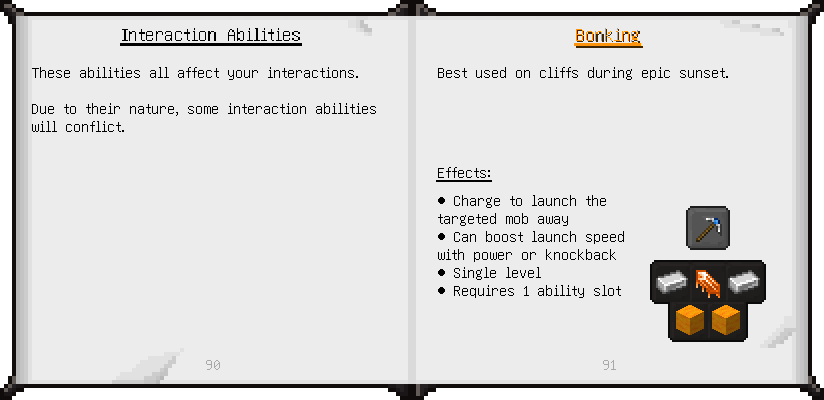 Interaction Abilities
These abilities all affect your interactions.
Due to their nature, some interaction abilities
will conflict.
90
Bonking
Best used on cliffs during epic sunset.
Effects:
• Charge to launch the
targeted mob away
• Can boost launch speed
with power or knockback
• Single level
• Requires 1 ability slot
91